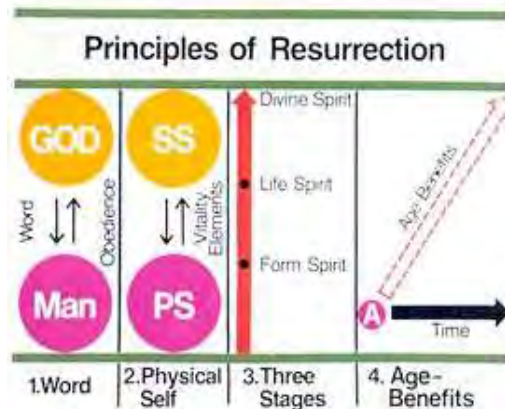 Principles of Resurrection
GOD
Word
Obedience
Man
SS
Vitality
Elements
PS
Divine Spirit
Life Spirit
Form Spirit
Age Benefits
A
Time
1.Word
2.Physical
Self
3.Three
Stages
4. Age-
Benefits